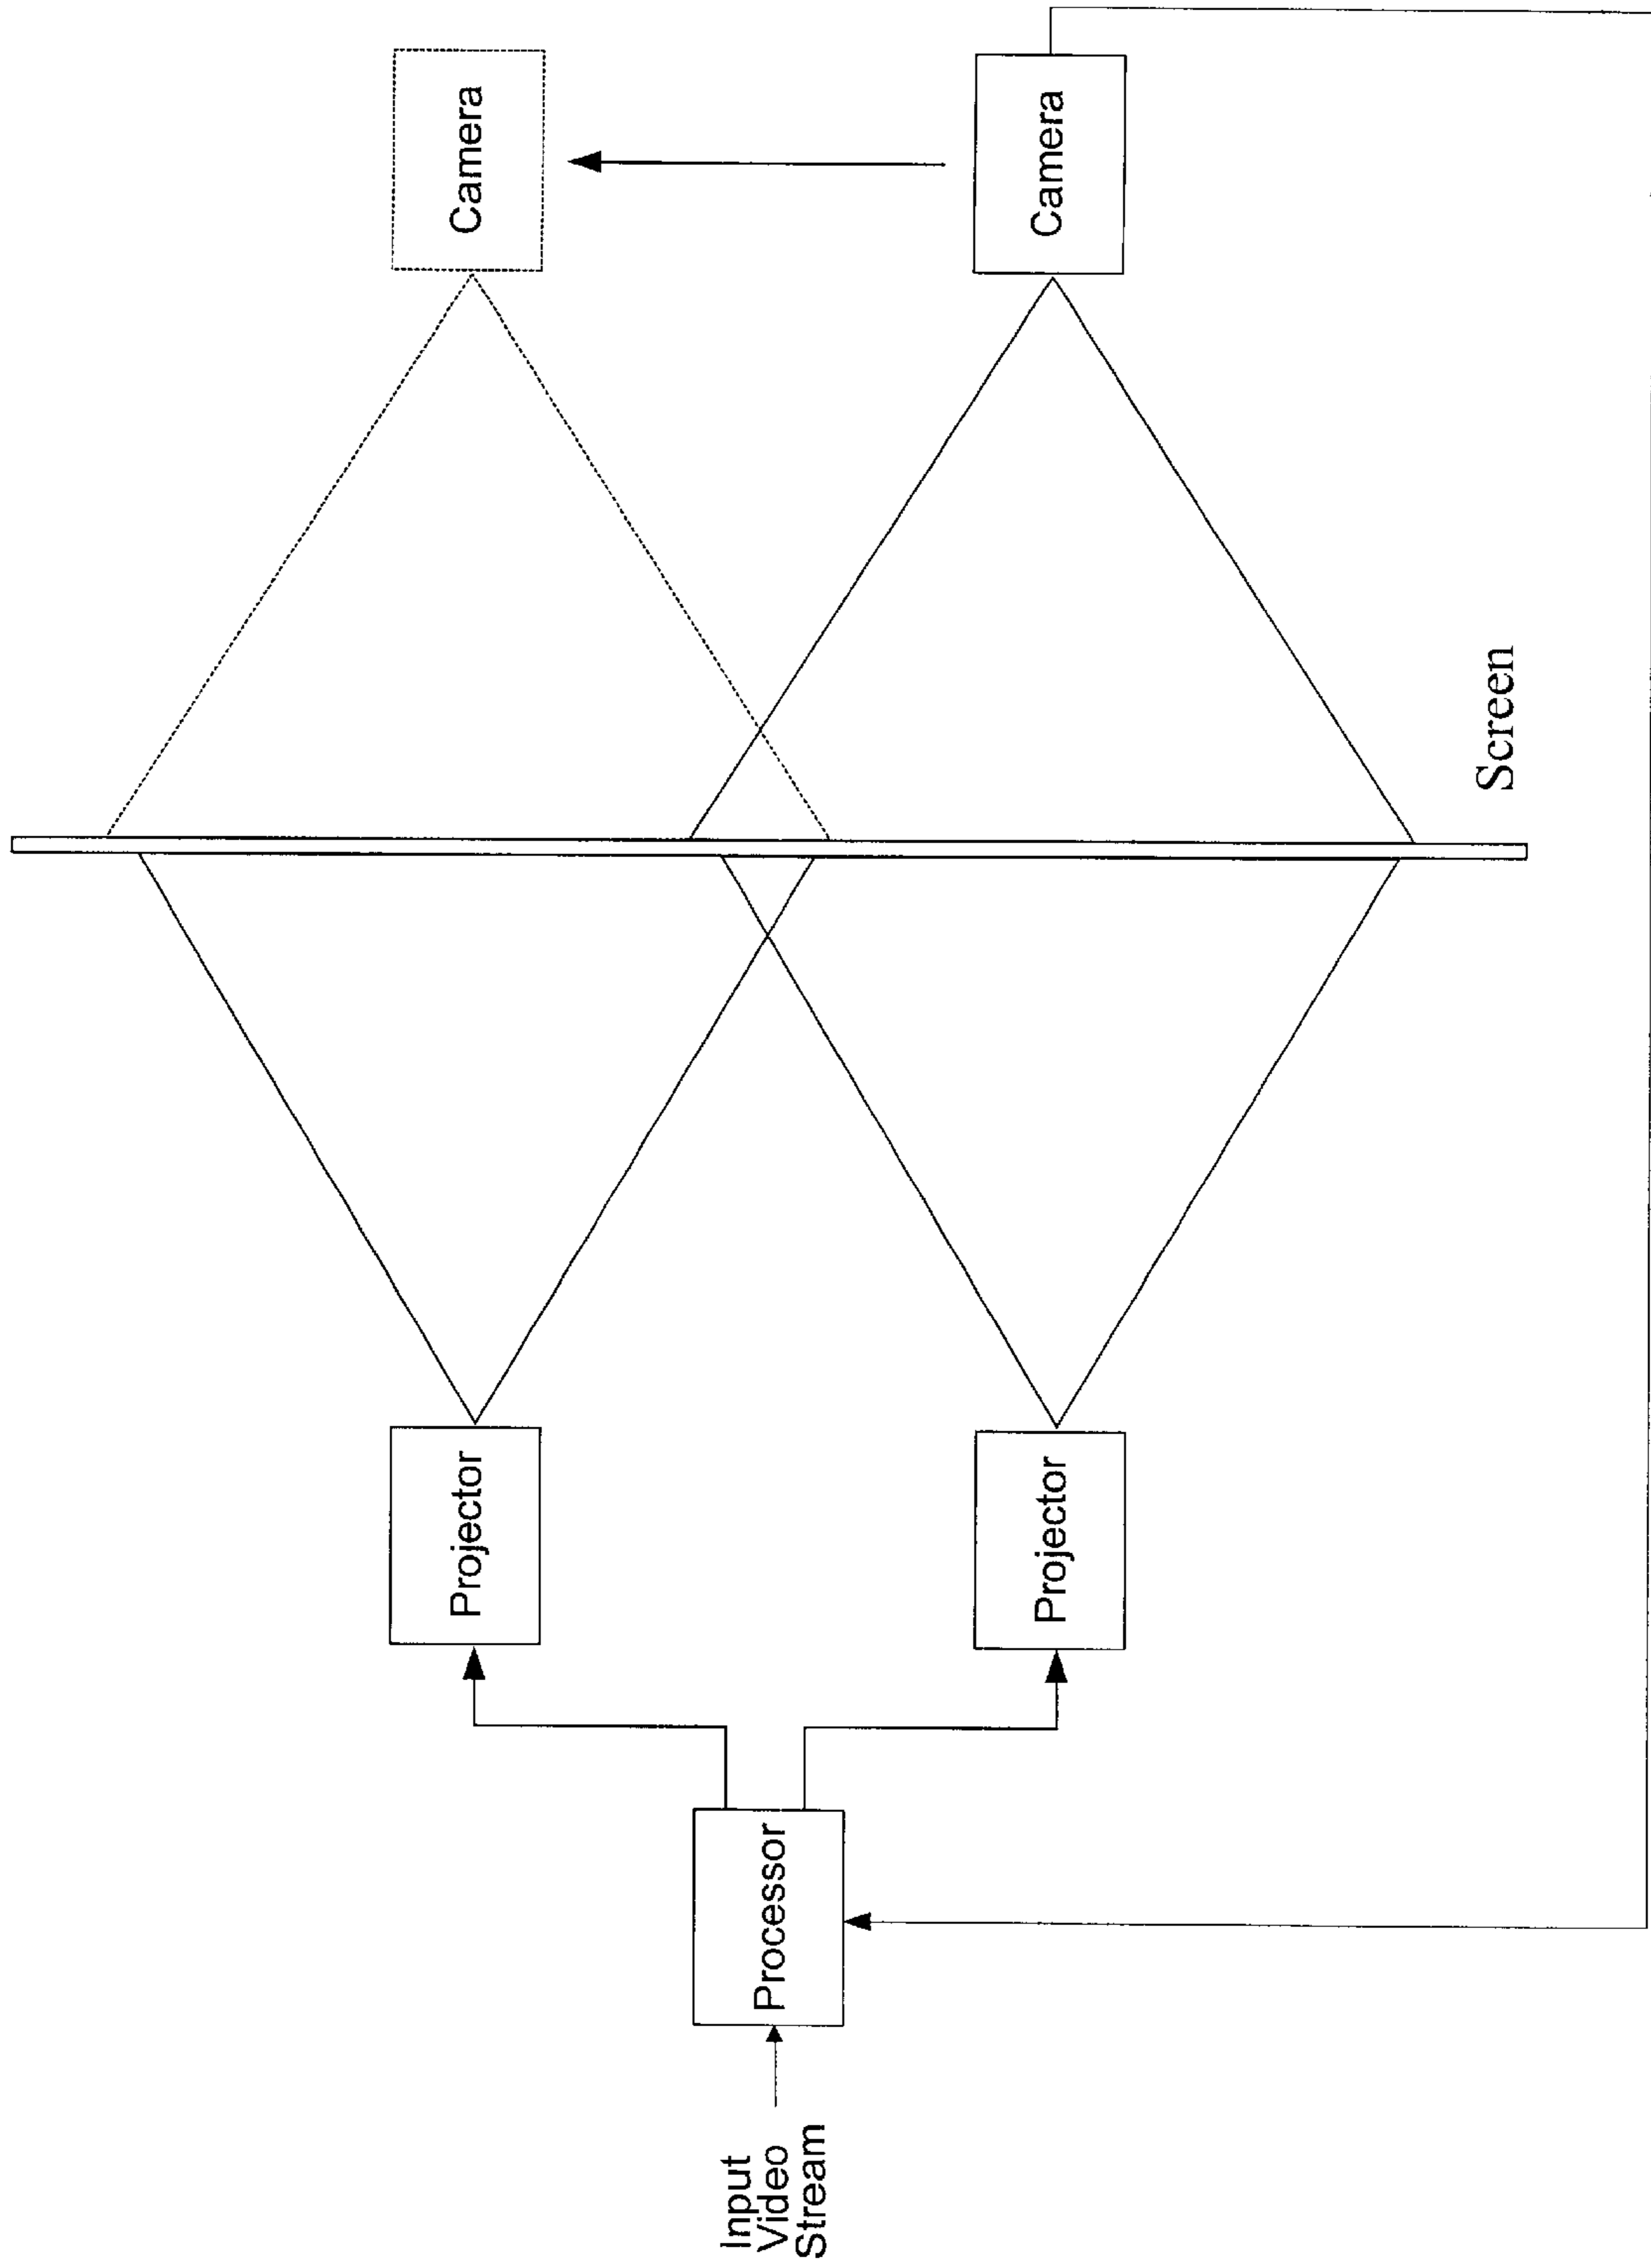 Input
Video
Stream
Processor
Projector
Projector
Screen
Camera
Camera